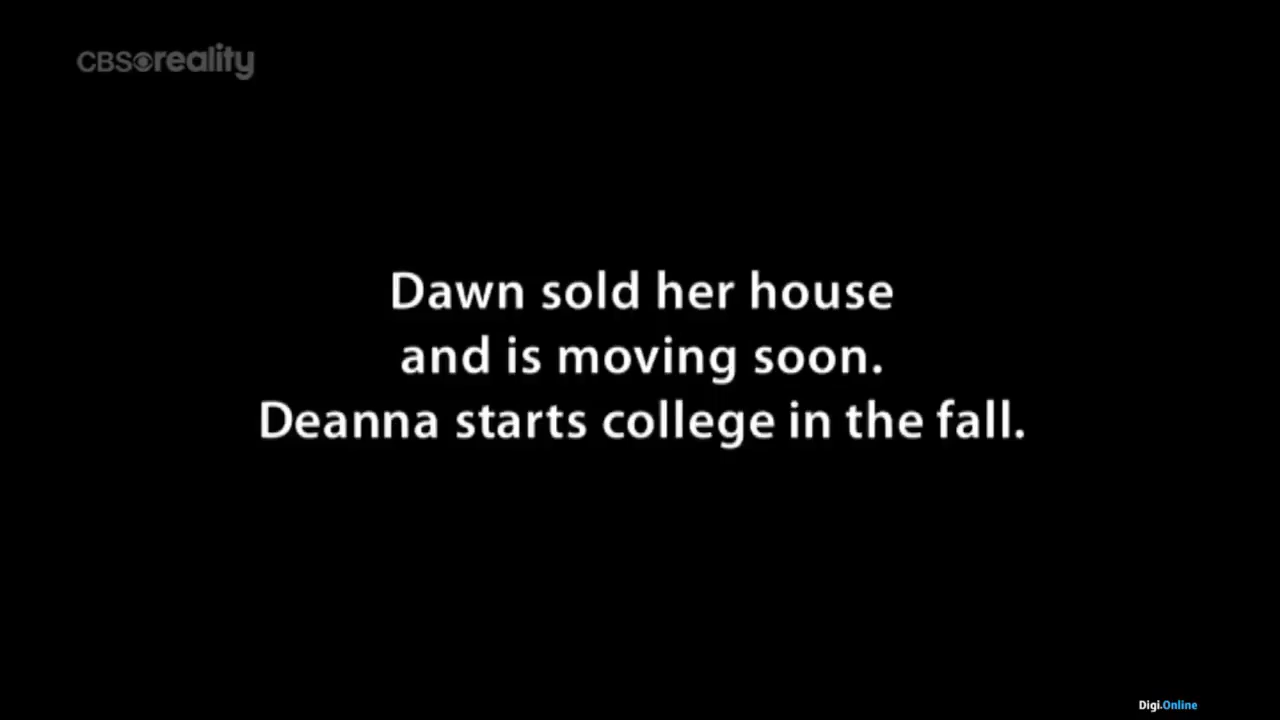 CBS reality
Dawn sold her house
and is moving soon.
Deanna starts college in the fall.
Digi.Online